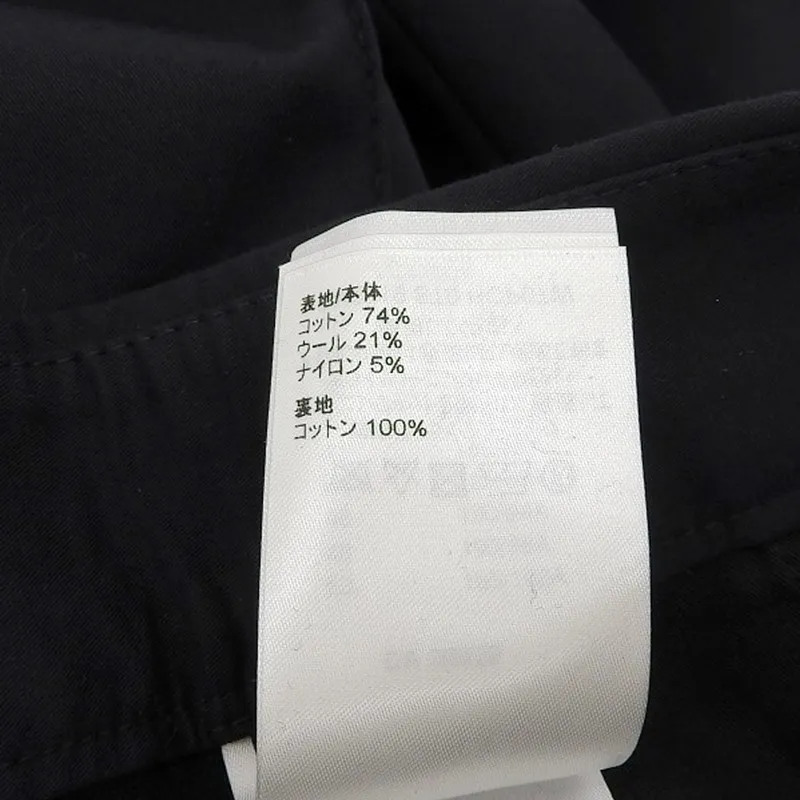 表地/本体
コットン 74%
ウール 21%
ナイロン 5%
裏地
コットン 100%